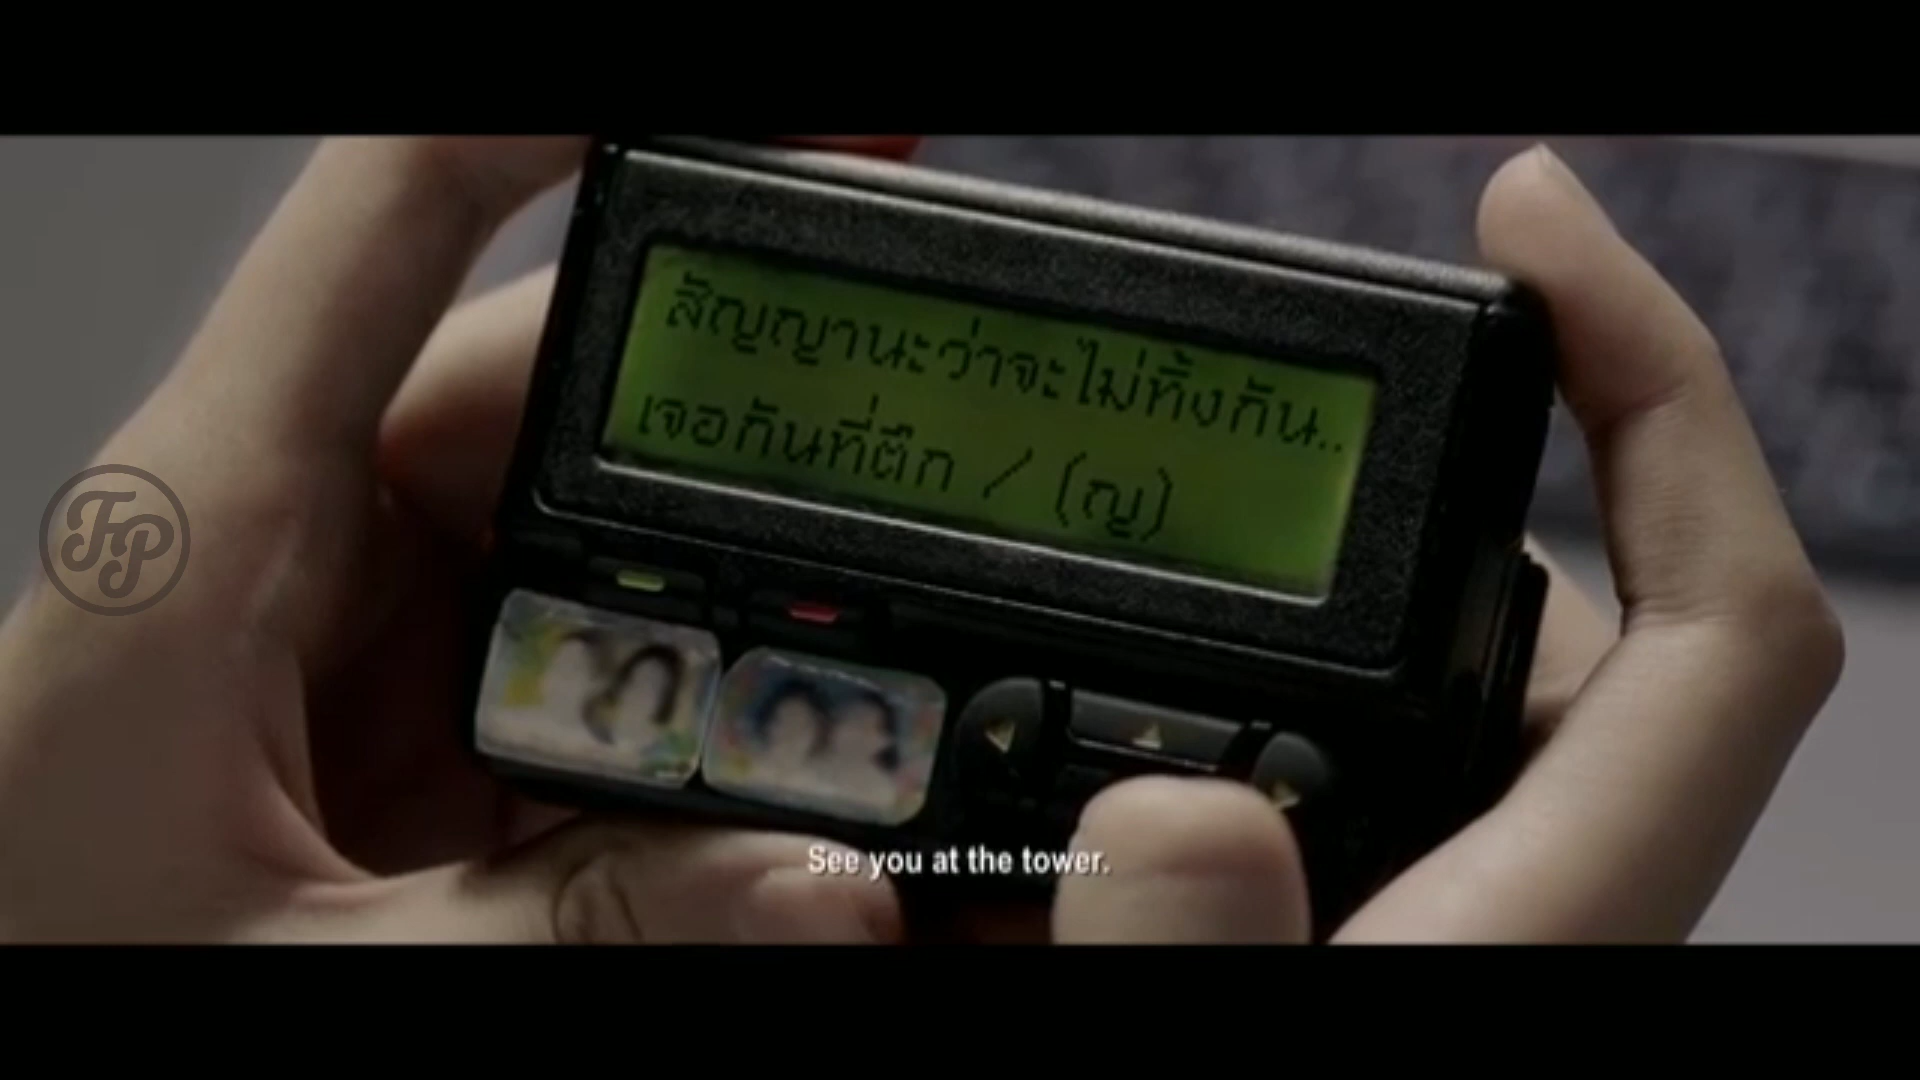 สัญญานะว่าจะไม่ทิ้งกัน..
เจอกันที่ตึก / (ญ)
FP
See you at the tower.